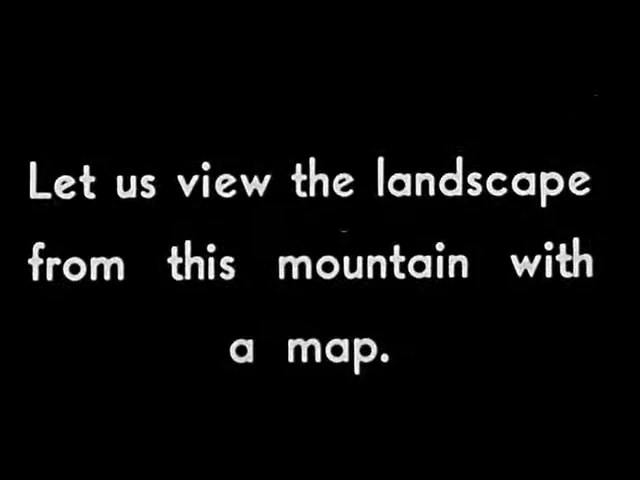 Let us view the landscape
from this mountain with
a map.